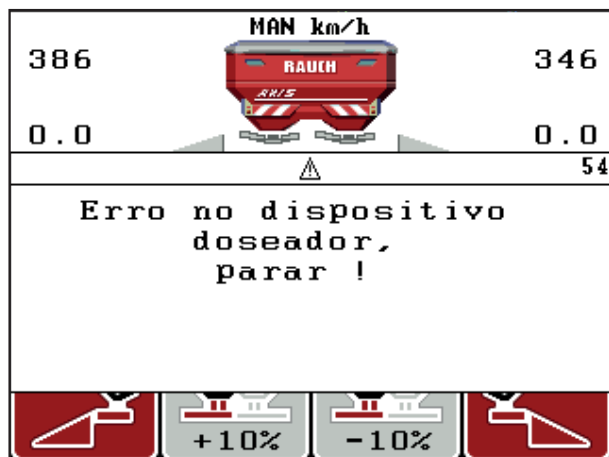 MAN km/h
386
346
RAUCH
AXIS
0.0
0.0
54
Erro no dispositivo
doseador,
parar !
+10%
-10%